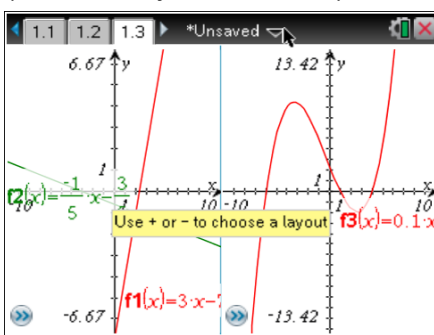 1.1 1.2 1.3 *Unsaved
6.67 y 13.42 y
1 1
f2(x)=-1/5·x-3
x x
10 10 -10 10
Use + or – to choose a layout
f3(x)=0.1·x
f1(x)=3·x-7
-6.67 -13.42